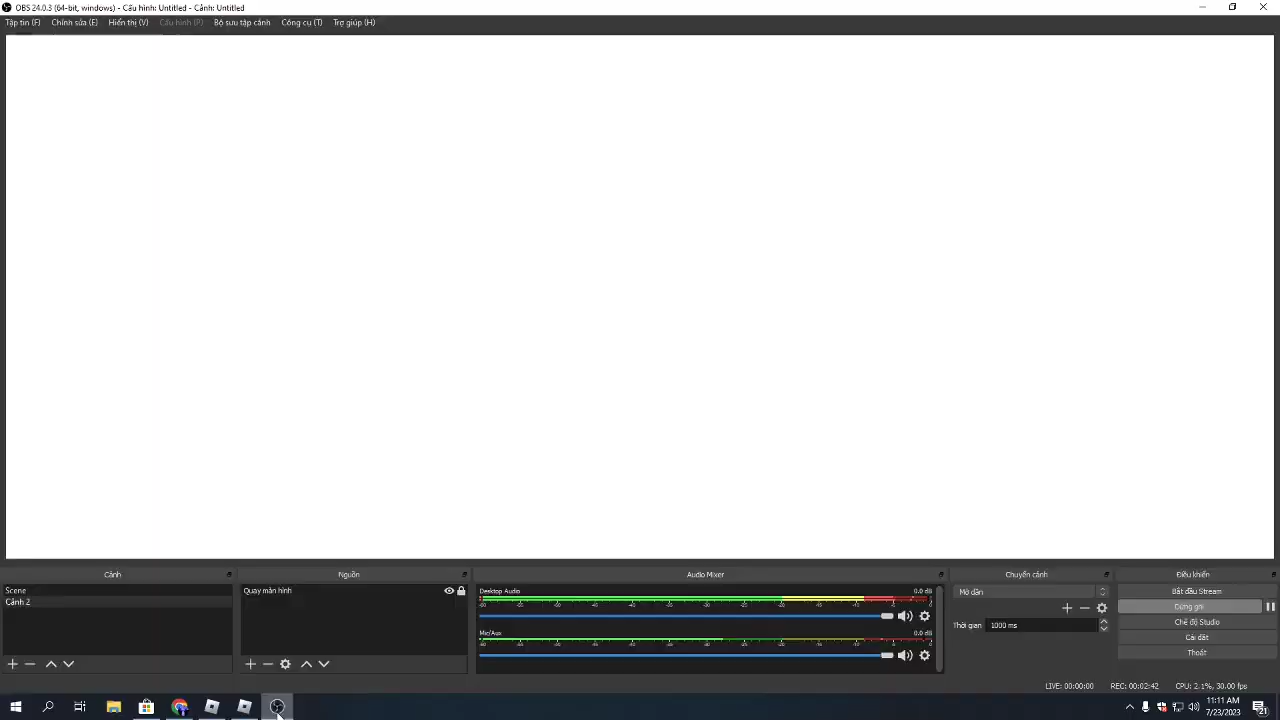 OBS 24.0.3 (64-bit, windows) - Cấu hình: Untitled - Cảnh: Untitled
Tập tin (F) Chỉnh sửa (E) Hiển thị (V) Cấu hình (P) Bộ sưu tập cảnh Công cụ (T) Trợ giúp (H)
Cảnh Nguồn Audio Mixer Chuyển cảnh Điều khiển
Scene
Cảnh 2
Quay màn hình
Desktop Audio 0.0 dB
Mic/Aux 0.0 dB
Mờ dần
Thời gian 1000 ms
Bắt đầu Stream
Dừng ghi
Chế độ Studio
Cài đặt
Thoát
LIVE: 00:00:00 REC: 00:02:42 CPU: 2.1%, 30.00 fps
11:11 AM
7/23/2023
21